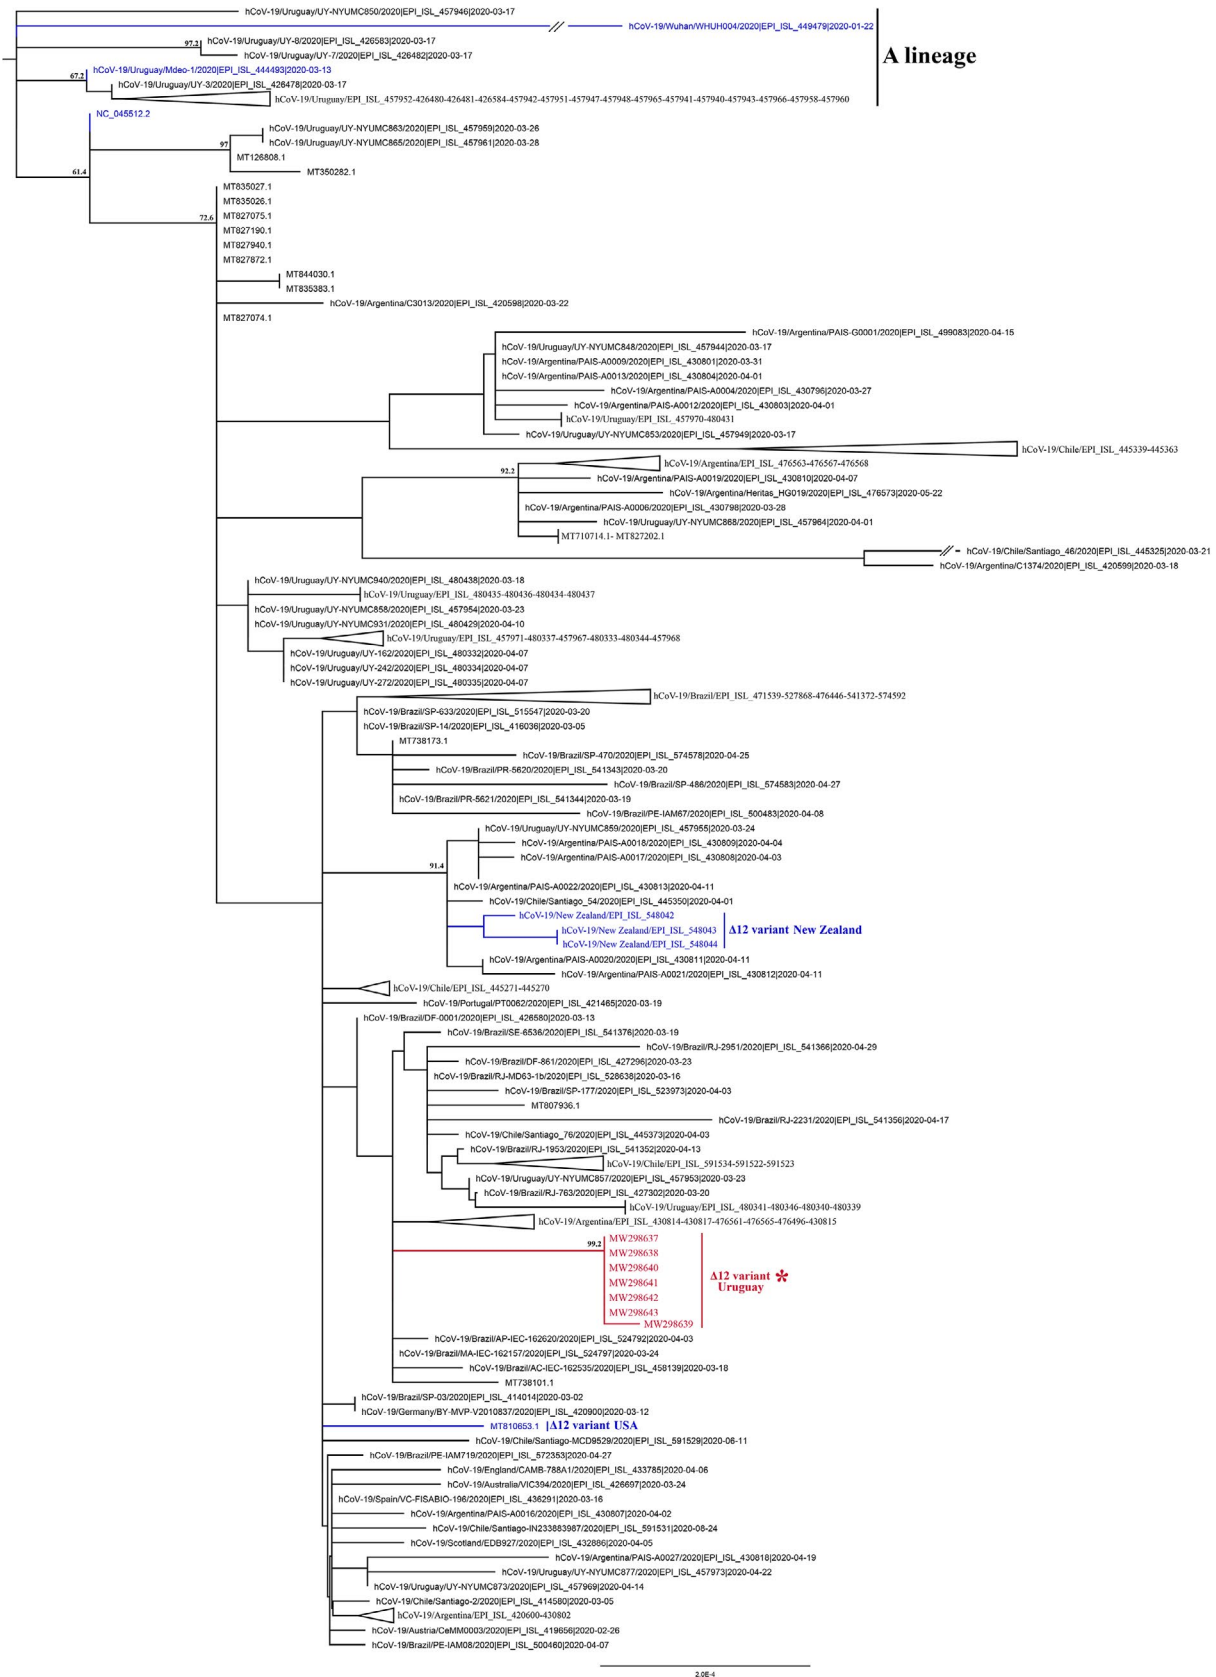 hCoV-19/Uruguay/UY-NYUMC850/2020|EPI_ISL_457946|2020-03-17
hCoV-19/Wuhan/WHUH004/2020|EPI_ISL_449479|2020-01-22
97.2
hCoV-19/Uruguay/UY-8/2020|EPI_ISL_426583|2020-03-17
hCoV-19/Uruguay/UY-7/2020|EPI_ISL_426482|2020-03-17
A lineage
67.2
hCoV-19/Uruguay/Mdeo-1/2020|EPI_ISL_444493|2020-03-13
hCoV-19/Uruguay/UY-3/2020|EPI_ISL_426478|2020-03-17
hCoV-19/Uruguay/EPI_ISL_457952-426480-426481-426584-457942-457951-457947-457948-457965-457941-457940-457943-457966-457958-457960
NC_045512.2
hCoV-19/Uruguay/UY-NYUMC863/2020|EPI_ISL_457959|2020-03-26
97
hCoV-19/Uruguay/UY-NYUMC865/2020|EPI_ISL_457961|2020-03-28
MT126808.1
61.4
MT350282.1
MT835027.1
MT835026.1
72.6
MT827075.1
MT827190.1
MT827940.1
MT827872.1
MT844030.1
MT835383.1
hCoV-19/Argentina/C3013/2020|EPI_ISL_420598|2020-03-22
MT827074.1
hCoV-19/Argentina/PAIS-G0001/2020|EPI_ISL_499083|2020-04-15
hCoV-19/Uruguay/UY-NYUMC848/2020|EPI_ISL_457944|2020-03-17
hCoV-19/Argentina/PAIS-A0009/2020|EPI_ISL_430801|2020-03-31
hCoV-19/Argentina/PAIS-A0013/2020|EPI_ISL_430804|2020-04-01
hCoV-19/Argentina/PAIS-A0004/2020|EPI_ISL_430796|2020-03-27
hCoV-19/Argentina/PAIS-A0012/2020|EPI_ISL_430803|2020-04-01
hCoV-19/Uruguay/EPI_ISL_457970-480431
hCoV-19/Uruguay/UY-NYUMC853/2020|EPI_ISL_457949|2020-03-17
hCoV-19/Chile/EPI_ISL_445339-445363
92.2
hCoV-19/Argentina/EPI_ISL_476563-476567-476568
hCoV-19/Argentina/PAIS-A0019/2020|EPI_ISL_430810|2020-04-07
hCoV-19/Argentina/Heritas_HG019/2020|EPI_ISL_476573|2020-05-22
hCoV-19/Argentina/PAIS-A0006/2020|EPI_ISL_430798|2020-03-28
hCoV-19/Uruguay/UY-NYUMC868/2020|EPI_ISL_457964|2020-04-01
MT710714.1- MT827202.1
hCoV-19/Chile/Santiago_46/2020|EPI_ISL_445325|2020-03-21
hCoV-19/Argentina/C1374/2020|EPI_ISL_420599|2020-03-18
hCoV-19/Uruguay/UY-NYUMC940/2020|EPI_ISL_480438|2020-03-18
hCoV-19/Uruguay/EPI_ISL_480435-480436-480434-480437
hCoV-19/Uruguay/UY-NYUMC858/2020|EPI_ISL_457954|2020-03-23
hCoV-19/Uruguay/UY-NYUMC931/2020|EPI_ISL_480429|2020-04-10
hCoV-19/Uruguay/EPI_ISL_457971-480337-457967-480333-480344-457968
hCoV-19/Uruguay/UY-162/2020|EPI_ISL_480332|2020-04-07
hCoV-19/Uruguay/UY-242/2020|EPI_ISL_480334|2020-04-07
hCoV-19/Uruguay/UY-272/2020|EPI_ISL_480335|2020-04-07
hCoV-19/Brazil/EPI_ISL_471539-527868-476446-541372-574592
hCoV-19/Brazil/SP-633/2020|EPI_ISL_515547|2020-03-20
hCoV-19/Brazil/SP-14/2020|EPI_ISL_416036|2020-03-05
MT738173.1
hCoV-19/Brazil/SP-470/2020|EPI_ISL_574578|2020-04-25
hCoV-19/Brazil/PR-5620/2020|EPI_ISL_541343|2020-03-20
hCoV-19/Brazil/SP-486/2020|EPI_ISL_574583|2020-04-27
hCoV-19/Brazil/PR-5621/2020|EPI_ISL_541344|2020-03-19
hCoV-19/Brazil/PE-IAM67/2020|EPI_ISL_500483|2020-04-08
hCoV-19/Uruguay/UY-NYUMC859/2020|EPI_ISL_457955|2020-03-24
hCoV-19/Argentina/PAIS-A0018/2020|EPI_ISL_430809|2020-04-04
hCoV-19/Argentina/PAIS-A0017/2020|EPI_ISL_430808|2020-04-03
91.4
hCoV-19/Argentina/PAIS-A0022/2020|EPI_ISL_430813|2020-04-11
hCoV-19/Chile/Santiago_54/2020|EPI_ISL_445350|2020-04-01
hCoV-19/New Zealand/EPI_ISL_548042
hCoV-19/New Zealand/EPI_ISL_548043
Δ12 variant New Zealand
hCoV-19/New Zealand/EPI_ISL_548044
hCoV-19/Argentina/PAIS-A0020/2020|EPI_ISL_430811|2020-04-11
hCoV-19/Argentina/PAIS-A0021/2020|EPI_ISL_430812|2020-04-11
hCoV-19/Chile/EPI_ISL_445271-445270
hCoV-19/Portugal/PT0062/2020|EPI_ISL_421465|2020-03-19
hCoV-19/Brazil/DF-0001/2020|EPI_ISL_426580|2020-03-13
hCoV-19/Brazil/SE-6536/2020|EPI_ISL_541376|2020-03-19
hCoV-19/Brazil/RJ-2951/2020|EPI_ISL_541366|2020-04-29
hCoV-19/Brazil/DF-861/2020|EPI_ISL_427296|2020-03-23
hCoV-19/Brazil/RJ-MD63-1b/2020|EPI_ISL_528638|2020-03-16
hCoV-19/Brazil/SP-177/2020|EPI_ISL_523973|2020-04-03
MT807936.1
hCoV-19/Brazil/RJ-2231/2020|EPI_ISL_541356|2020-04-17
hCoV-19/Chile/Santiago_76/2020|EPI_ISL_445373|2020-04-03
hCoV-19/Brazil/RJ-1953/2020|EPI_ISL_541352|2020-04-13
hCoV-19/Chile/EPI_ISL_591534-591522-591523
hCoV-19/Uruguay/UY-NYUMC857/2020|EPI_ISL_457953|2020-03-23
hCoV-19/Brazil/RJ-763/2020|EPI_ISL_427302|2020-03-20
hCoV-19/Uruguay/EPI_ISL_480341-480346-480340-480339
hCoV-19/Argentina/EPI_ISL_430814-430817-476561-476565-476496-430815
99.2
MW298637
MW298638
MW298640
MW298641
MW298642
MW298643
MW298639
Δ12 variant *
Uruguay
hCoV-19/Brazil/AP-IEC-162620/2020|EPI_ISL_524792|2020-04-03
hCoV-19/Brazil/MA-IEC-162157/2020|EPI_ISL_524797|2020-03-24
hCoV-19/Brazil/AC-IEC-162535/2020|EPI_ISL_458139|2020-03-18
MT738101.1
hCoV-19/Brazil/SP-03/2020|EPI_ISL_414014|2020-03-02
hCoV-19/Germany/BY-MVP-V2010837/2020|EPI_ISL_420900|2020-03-12
MT810653.1 |Δ12 variant USA
hCoV-19/Chile/Santiago-MCD9529/2020|EPI_ISL_591529|2020-06-11
hCoV-19/Brazil/PE-IAM719/2020|EPI_ISL_572353|2020-04-27
hCoV-19/England/CAMB-788A1/2020|EPI_ISL_433785|2020-04-06
hCoV-19/Australia/VIC394/2020|EPI_ISL_426697|2020-03-24
hCoV-19/Spain/VC-FISABIO-196/2020|EPI_ISL_436291|2020-03-16
hCoV-19/Argentina/PAIS-A0016/2020|EPI_ISL_430807|2020-04-02
hCoV-19/Chile/Santiago-IN233883987/2020|EPI_ISL_591531|2020-08-24
hCoV-19/Scotland/EDB927/2020|EPI_ISL_432886|2020-04-05
hCoV-19/Argentina/PAIS-A0027/2020|EPI_ISL_430818|2020-04-19
hCoV-19/Uruguay/UY-NYUMC877/2020|EPI_ISL_457973|2020-04-22
hCoV-19/Uruguay/UY-NYUMC873/2020|EPI_ISL_457969|2020-04-14
hCoV-19/Chile/Santiago-2/2020|EPI_ISL_414580|2020-03-05
hCoV-19/Argentina/EPI_ISL_420600-430802
hCoV-19/Austria/CeMM0003/2020|EPI_ISL_419656|2020-02-26
hCoV-19/Brazil/PE-IAM08/2020|EPI_ISL_500460|2020-04-07
2.0E-4